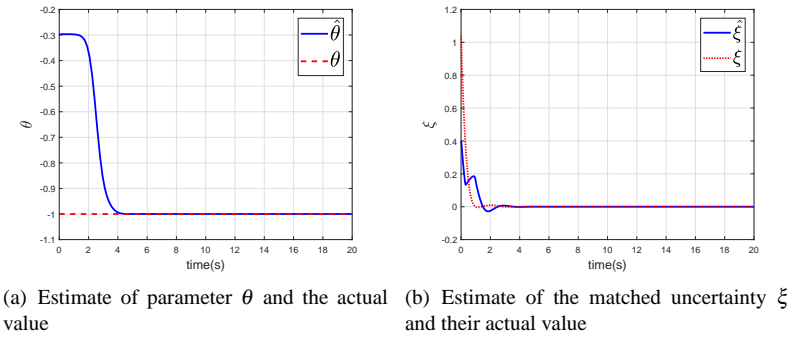 -0.2
-0.3
-0.4
-0.5
-0.6
-0.7
-0.8
-0.9
-1
-1.1
θ
0 2 4 6 8 10 12 14 16 18 20
time(s)
θ̂
θ
1.2
1
0.8
0.6
0.4
0.2
0
-0.2
ξ
0 2 4 6 8 10 12 14 16 18 20
time(s)
ξ̂
ξ
(a) Estimate of parameter θ and the actual
value
(b) Estimate of the matched uncertainty ξ
and their actual value